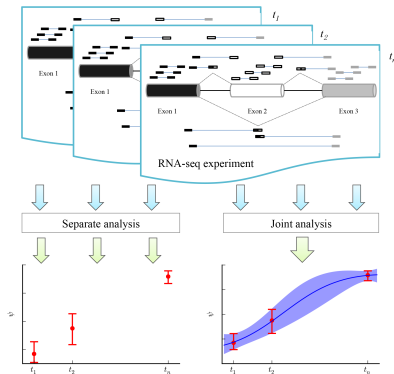 t1
t2
tn
Exon 1
Exon 1
Exon 1
Exon 2
Exon 3
RNA-seq experiment
Separate analysis
Joint analysis
ψ
t1
t2
tn
ψ
t1
t2
tn